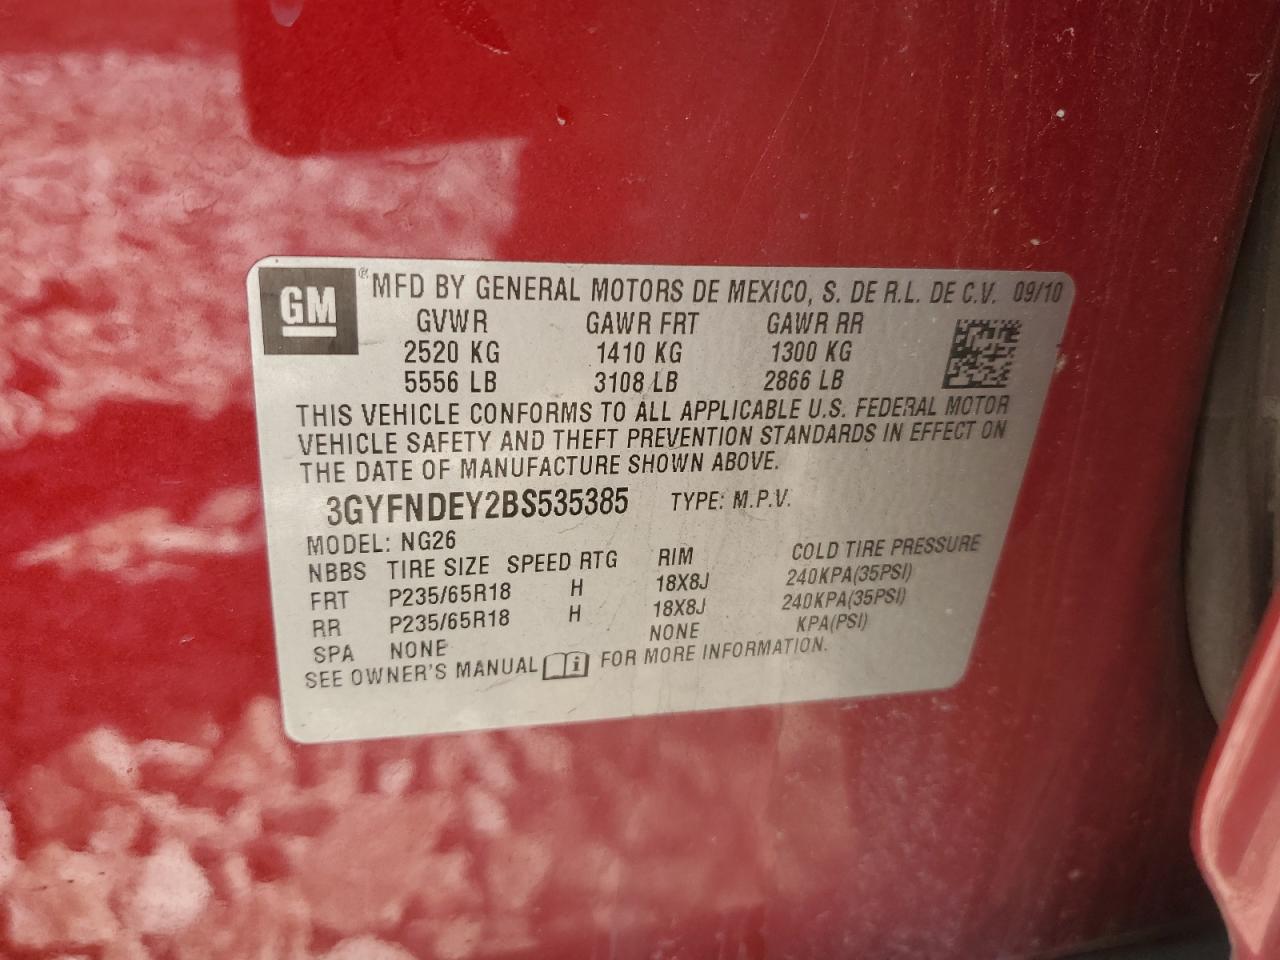 GM ® MFD BY GENERAL MOTORS DE MEXICO, S. DE R.L. DE C.V. 09/10
GVWR GAWR FRT GAWR RR
2520 KG 1410 KG 1300 KG
5556 LB 3108 LB 2866 LB
THIS VEHICLE CONFORMS TO ALL APPLICABLE U.S. FEDERAL MOTOR
VEHICLE SAFETY AND THEFT PREVENTION STANDARDS IN EFFECT ON
THE DATE OF MANUFACTURE SHOWN ABOVE.
3GYFNDEY2BS535385 TYPE: M.P.V.
MODEL: NG26
NBBS TIRE SIZE SPEED RTG RIM COLD TIRE PRESSURE
FRT P235/65R18 H 18X8J 240KPA(35PSI)
RR P235/65R18 H 18X8J 240KPA(35PSI)
SPA NONE NONE KPA(PSI)
SEE OWNER'S MANUAL FOR MORE INFORMATION.